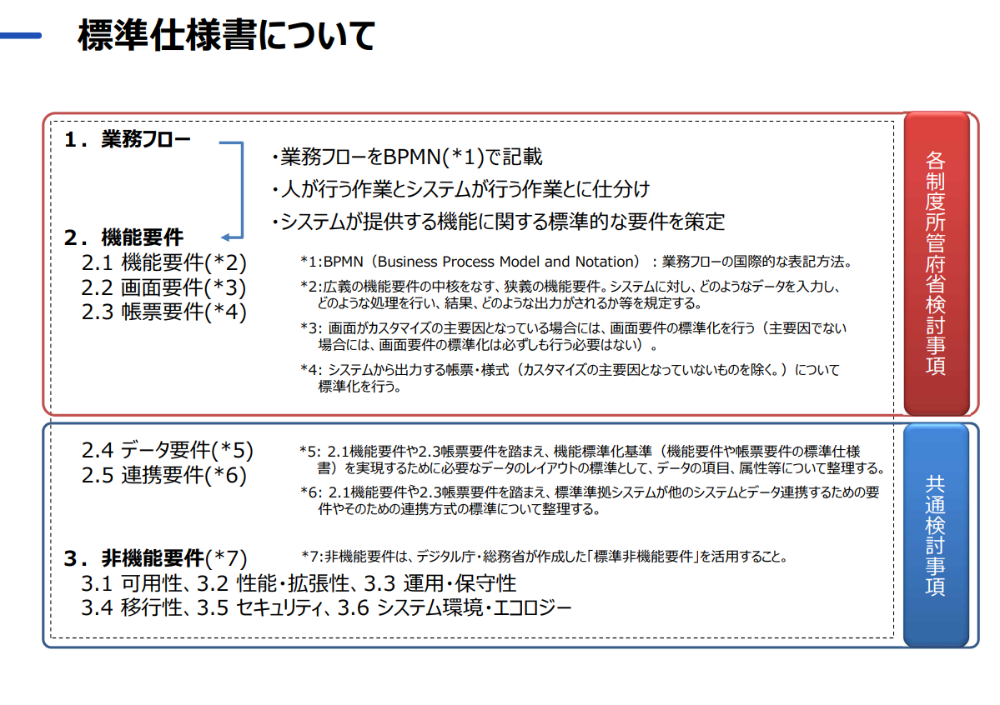 標準仕様書について
1．業務フロー
・業務フローをBPMN(*1)で記載
・人が行う作業とシステムが行う作業とに仕分け
・システムが提供する機能に関する標準的な要件を策定
2．機能要件
2.1 機能要件(*2)
2.2 画面要件(*3)
2.3 帳票要件(*4)
*1:BPMN（Business Process Model and Notation）：業務フローの国際的な表記方法。
*2:広義の機能要件の中核をなす、狭義の機能要件。システムに対し、どのようなデータを入力し、
どのような処理を行い、結果、どのような出力がされるか等を規定する。
*3: 画面がカスタマイズの主要因となっている場合には、画面要件の標準化を行う（主要因でない
場合には、画面要件の標準化は必ずしも行う必要はない）。
*4: システムから出力する帳票・様式（カスタマイズの主要因となっていないものを除く。）について
標準化を行う。
各制度所管府省検討事項
2.4 データ要件(*5)
2.5 連携要件(*6)
*5: 2.1機能要件や2.3帳票要件を踏まえ、機能標準化基準（機能要件や帳票要件の標準仕様
書）を実現するために必要なデータのレイアウトの標準として、データの項目、属性等について整理する。
*6: 2.1機能要件や2.3帳票要件を踏まえ、標準準拠システムが他のシステムとデータ連携するための要
件やそのための連携方式の標準について整理する。
3．非機能要件(*7)
*7:非機能要件は、デジタル庁・総務省が作成した「標準非機能要件」を活用すること。
3.1 可用性、3.2 性能・拡張性、3.3 運用・保守性
3.4 移行性、3.5 セキュリティ、3.6 システム環境・エコロジー
共通検討事項